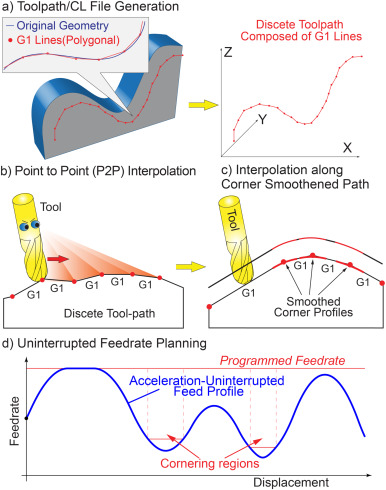 a) Toolpath/CL File Generation
Original Geometry
G1 Lines(Polygonal)
Discete Toolpath
Composed of G1 Lines
Z
Y
X
b) Point to Point (P2P) Interpolation
Tool
G1
G1
G1
G1
G1
Discete Tool-path
c) Interpolation along
Corner Smoothened Path
Tool
G1
G1
G1
G1
Smoothed
Corner Profiles
d) Uninterrupted Feedrate Planning
Programmed Feedrate
Acceleration-Uninterrupted
Feed Profile
Feedrate
Cornering regions
Displacement